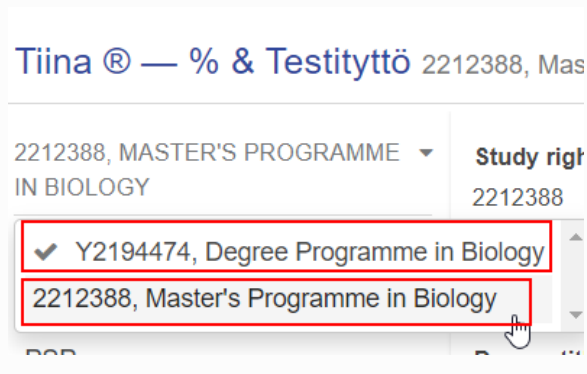 Tiina ® — % & Testityttö 2212388, Mas
2212388, MASTER'S PROGRAMME
IN BIOLOGY
Study righ
2212388
Y2194474, Degree Programme in Biology
2212388, Master's Programme in Biology